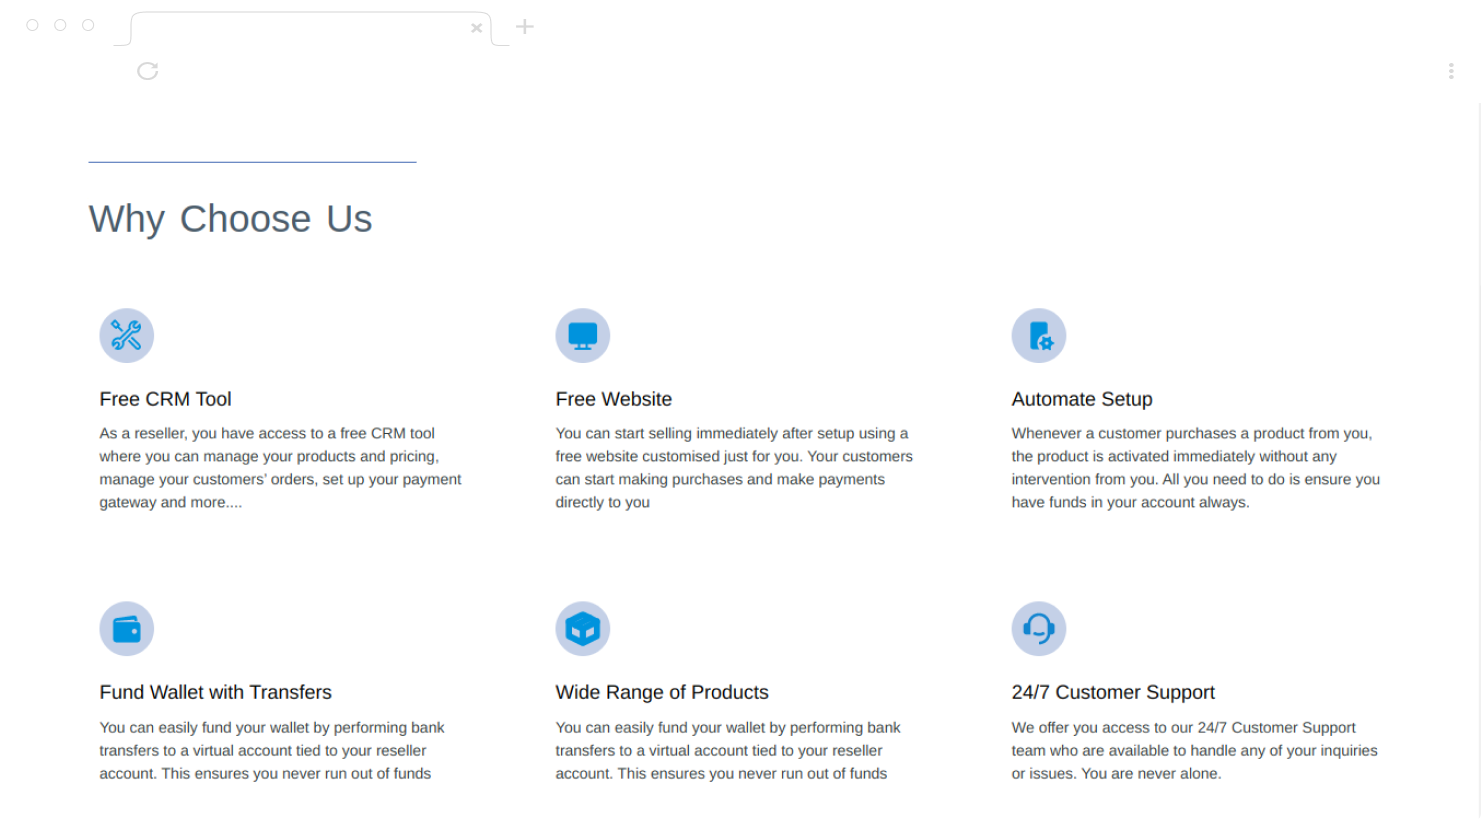 Why Choose Us
Free CRM Tool
As a reseller, you have access to a free CRM tool
where you can manage your products and pricing,
manage your customers' orders, set up your payment
gateway and more....
Free Website
You can start selling immediately after setup using a
free website customised just for you. Your customers
can start making purchases and make payments
directly to you
Automate Setup
Whenever a customer purchases a product from you,
the product is activated immediately without any
intervention from you. All you need to do is ensure you
have funds in your account always.
Fund Wallet with Transfers
You can easily fund your wallet by performing bank
transfers to a virtual account tied to your reseller
account. This ensures you never run out of funds
Wide Range of Products
You can easily fund your wallet by performing bank
transfers to a virtual account tied to your reseller
account. This ensures you never run out of funds
24/7 Customer Support
We offer you access to our 24/7 Customer Support
team who are available to handle any of your inquiries
or issues. You are never alone.